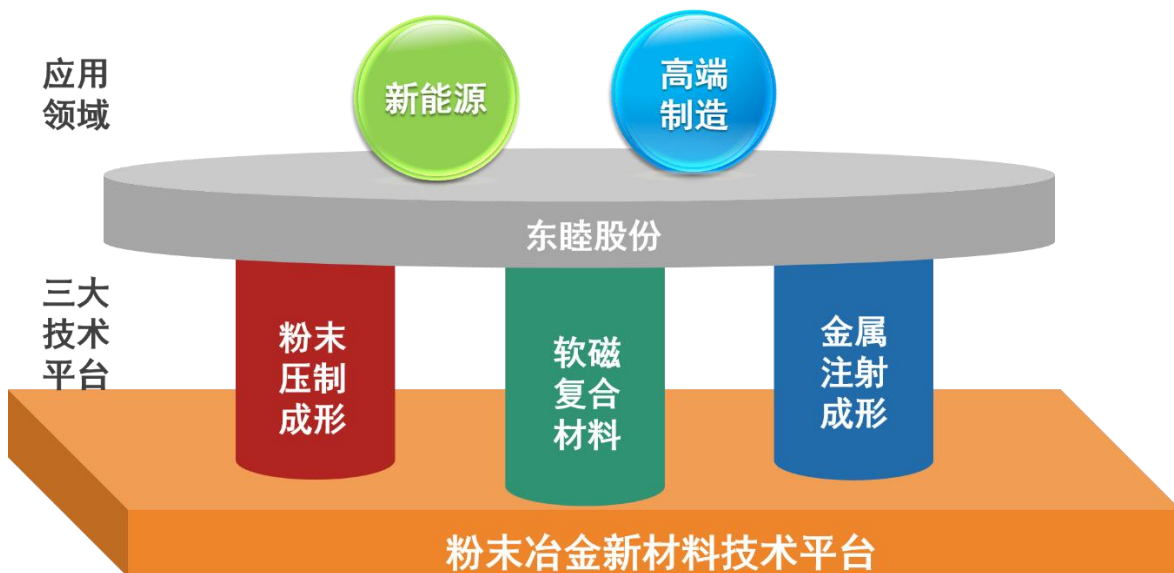 应用
领域
新能源
高端
制造
东睦股份
三大
技术
平台
粉末
压制
成形
软磁
复合
材料
金属
注射
成形
粉末冶金新材料技术平台